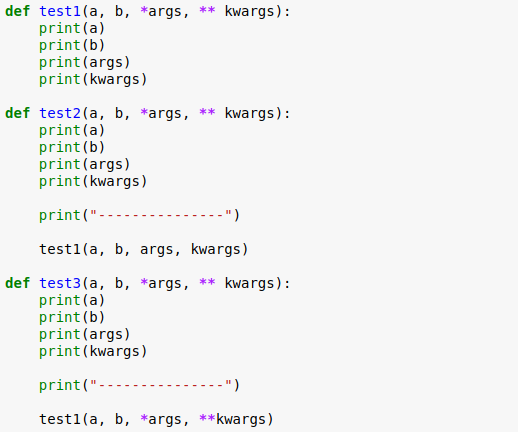 def test1(a, b, *args, ** kwargs):
    print(a)
    print(b)
    print(args)
    print(kwargs)

def test2(a, b, *args, ** kwargs):
    print(a)
    print(b)
    print(args)
    print(kwargs)

    print("---------------")

    test1(a, b, args, kwargs)

def test3(a, b, *args, ** kwargs):
    print(a)
    print(b)
    print(args)
    print(kwargs)

    print("---------------")

    test1(a, b, *args, **kwargs)